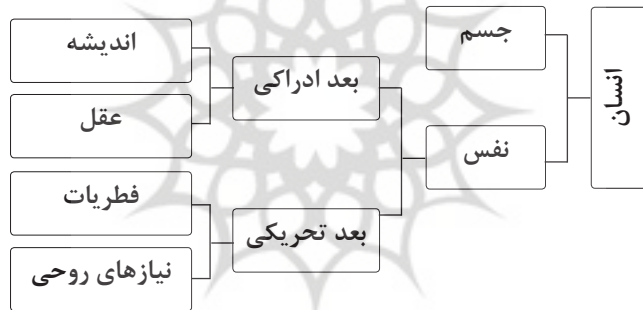 انسان
جسم
نفس
بعد ادراکی
بعد تحریکی
اندیشه
عقل
فطریات
نیازهای روحی